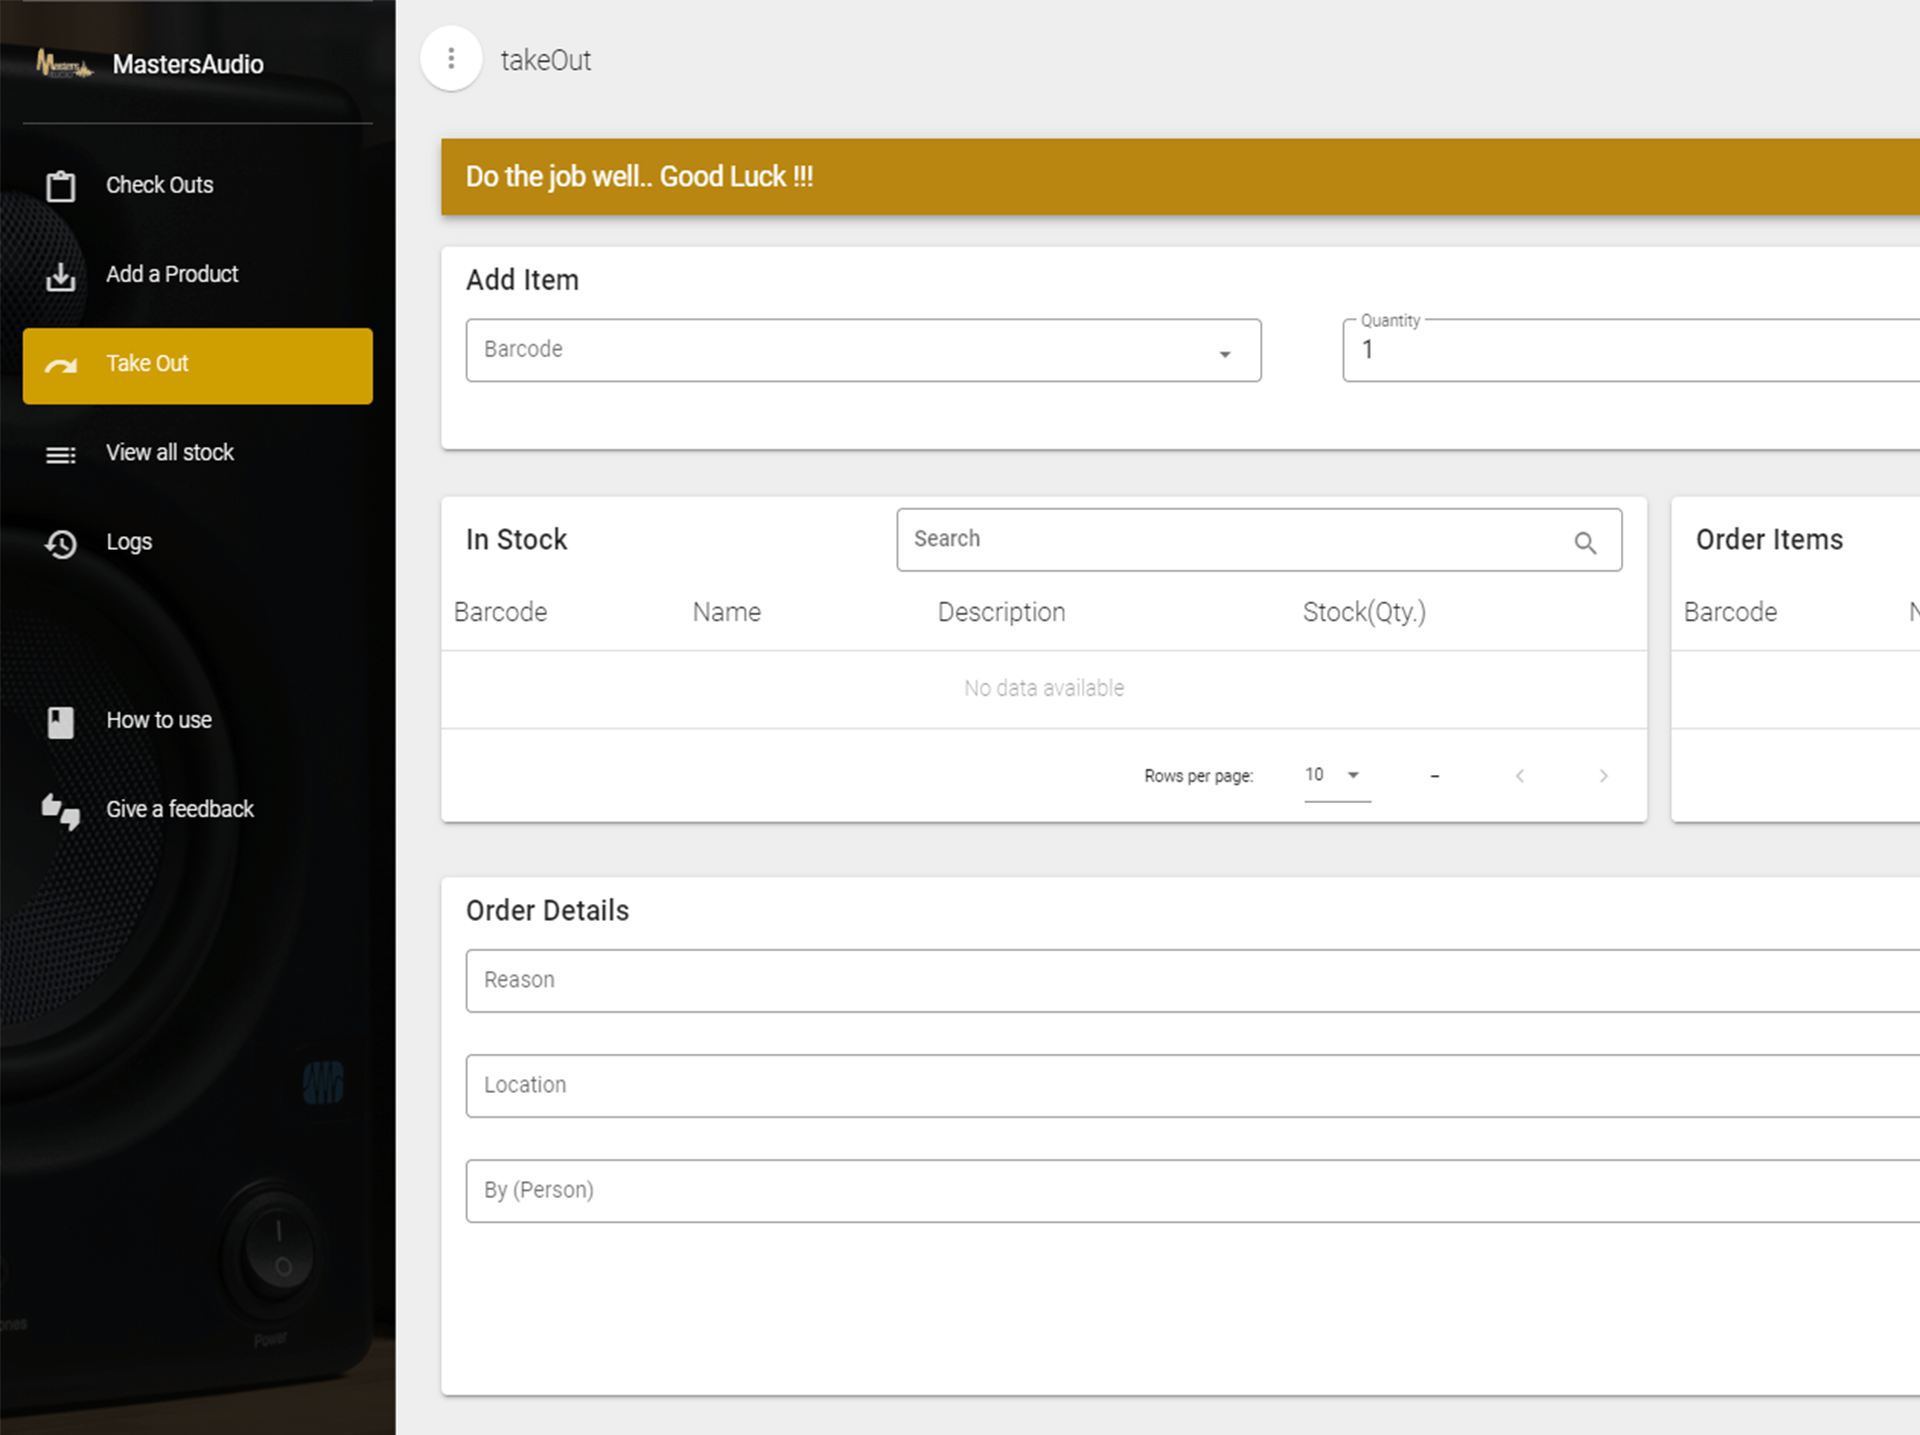 Masters
MastersAudio
Check Outs
Add a Product
Take Out
View all stock
Logs
How to use
Give a feedback
Power
takeOut
Do the job well.. Good Luck !!!
Add Item
Barcode
Quantity
1
In Stock
Search
Barcode Name Description Stock(Qty.)
No data available
Rows per page: 10 –
Order Items
Barcode
Order Details
Reason
Location
By (Person)